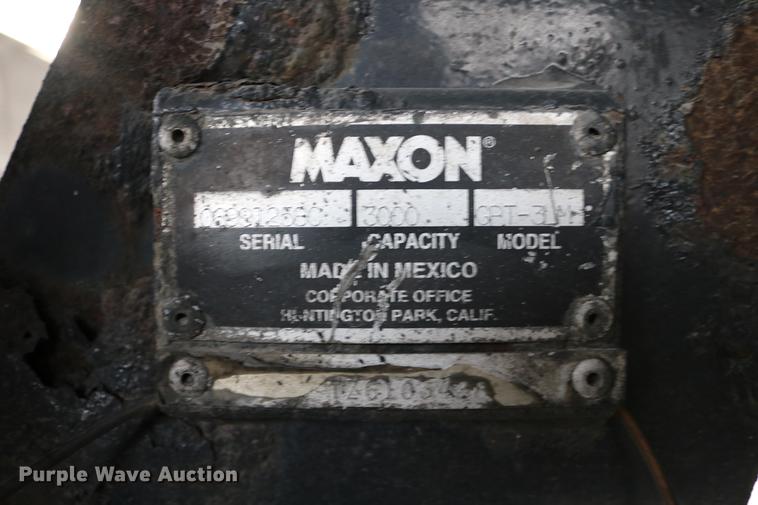 MAXON®
3000
SERIAL CAPACITY MODEL
MADE IN MEXICO
CORPORATE OFFICE
HUNTINGTON PARK, CALIF.
Purple Wave Auction